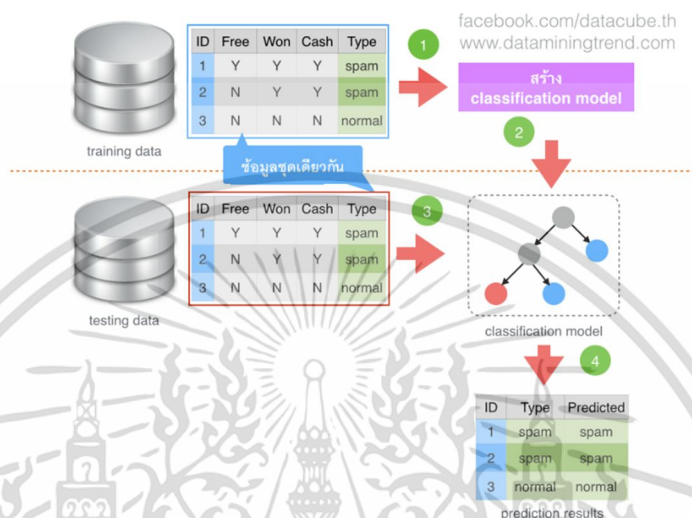 facebook.com/datacube.th
www.dataminingtrend.com
ID Free Won Cash Type
1 Y Y Y spam
2 N Y Y spam
3 N N N normal
training data
1
สร้าง
classification model
2
ข้อมูลชุดเดียวกัน
ID Free Won Cash Type
1 Y Y Y spam
2 N Y Y spam
3 N N N normal
testing data
3
classification model
4
ID Type Predicted
1 spam spam
2 spam spam
3 normal normal
prediction results